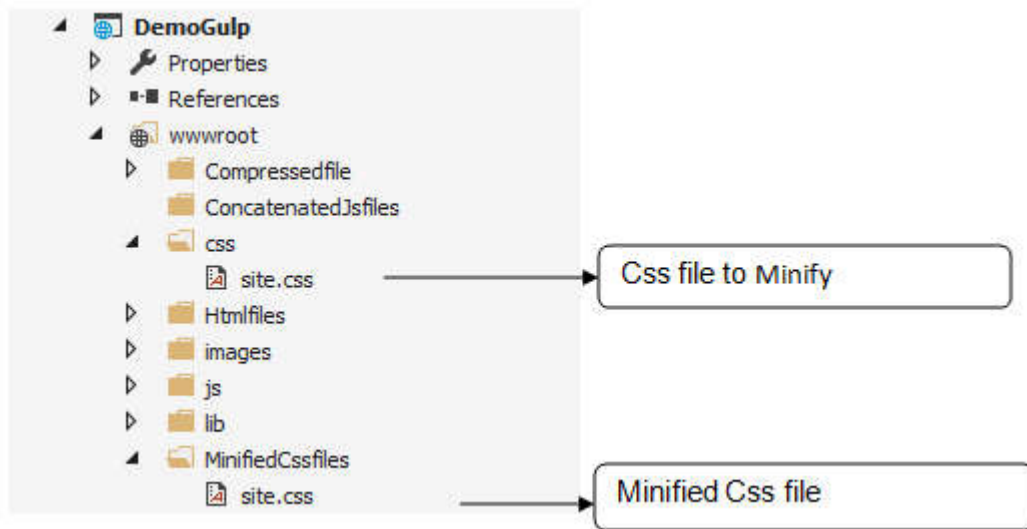 DemoGulp
Properties
References
wwwroot
Compressedfile
ConcatenatedJsfiles
css
site.css
Css file to Minify
Htmlfiles
images
js
lib
MinifiedCssfiles
site.css
Minified Css file